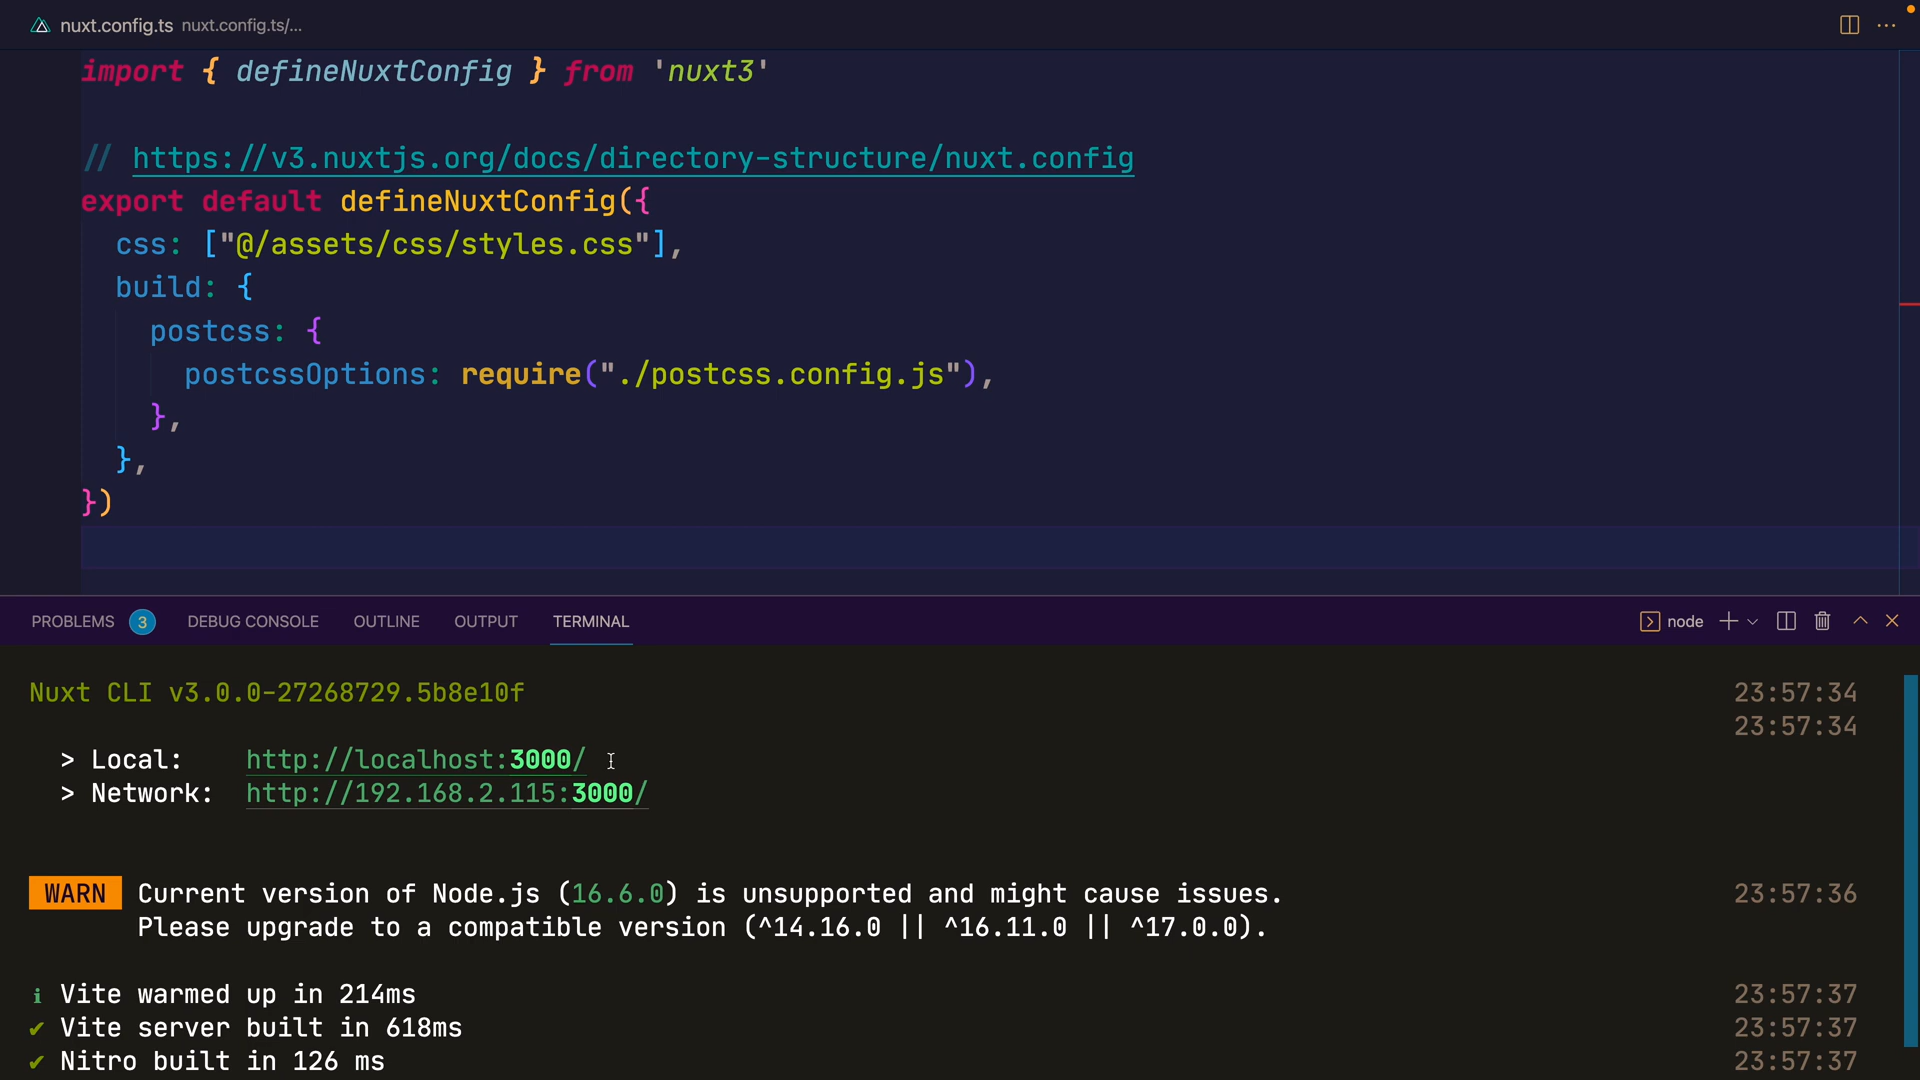 nuxt.config.ts nuxt.config.ts/...
import { defineNuxtConfig } from 'nuxt3'
// https://v3.nuxtjs.org/docs/directory-structure/nuxt.config
export default defineNuxtConfig({
css: ["@/assets/css/styles.css"],
build: {
postcss: {
postcssOptions: require("./postcss.config.js"),
},
},
})
PROBLEMS 3 DEBUG CONSOLE OUTLINE OUTPUT TERMINAL node
Nuxt CLI v3.0.0-27268729.5b8e10f 23:57:34
23:57:34
> Local: http://localhost:3000/
> Network: http://192.168.2.115:3000/
WARN Current version of Node.js (16.6.0) is unsupported and might cause issues. 23:57:36
Please upgrade to a compatible version (^14.16.0 || ^16.11.0 || ^17.0.0).
ℹ Vite warmed up in 214ms 23:57:37
✔ Vite server built in 618ms 23:57:37
✔ Nitro built in 126 ms 23:57:37